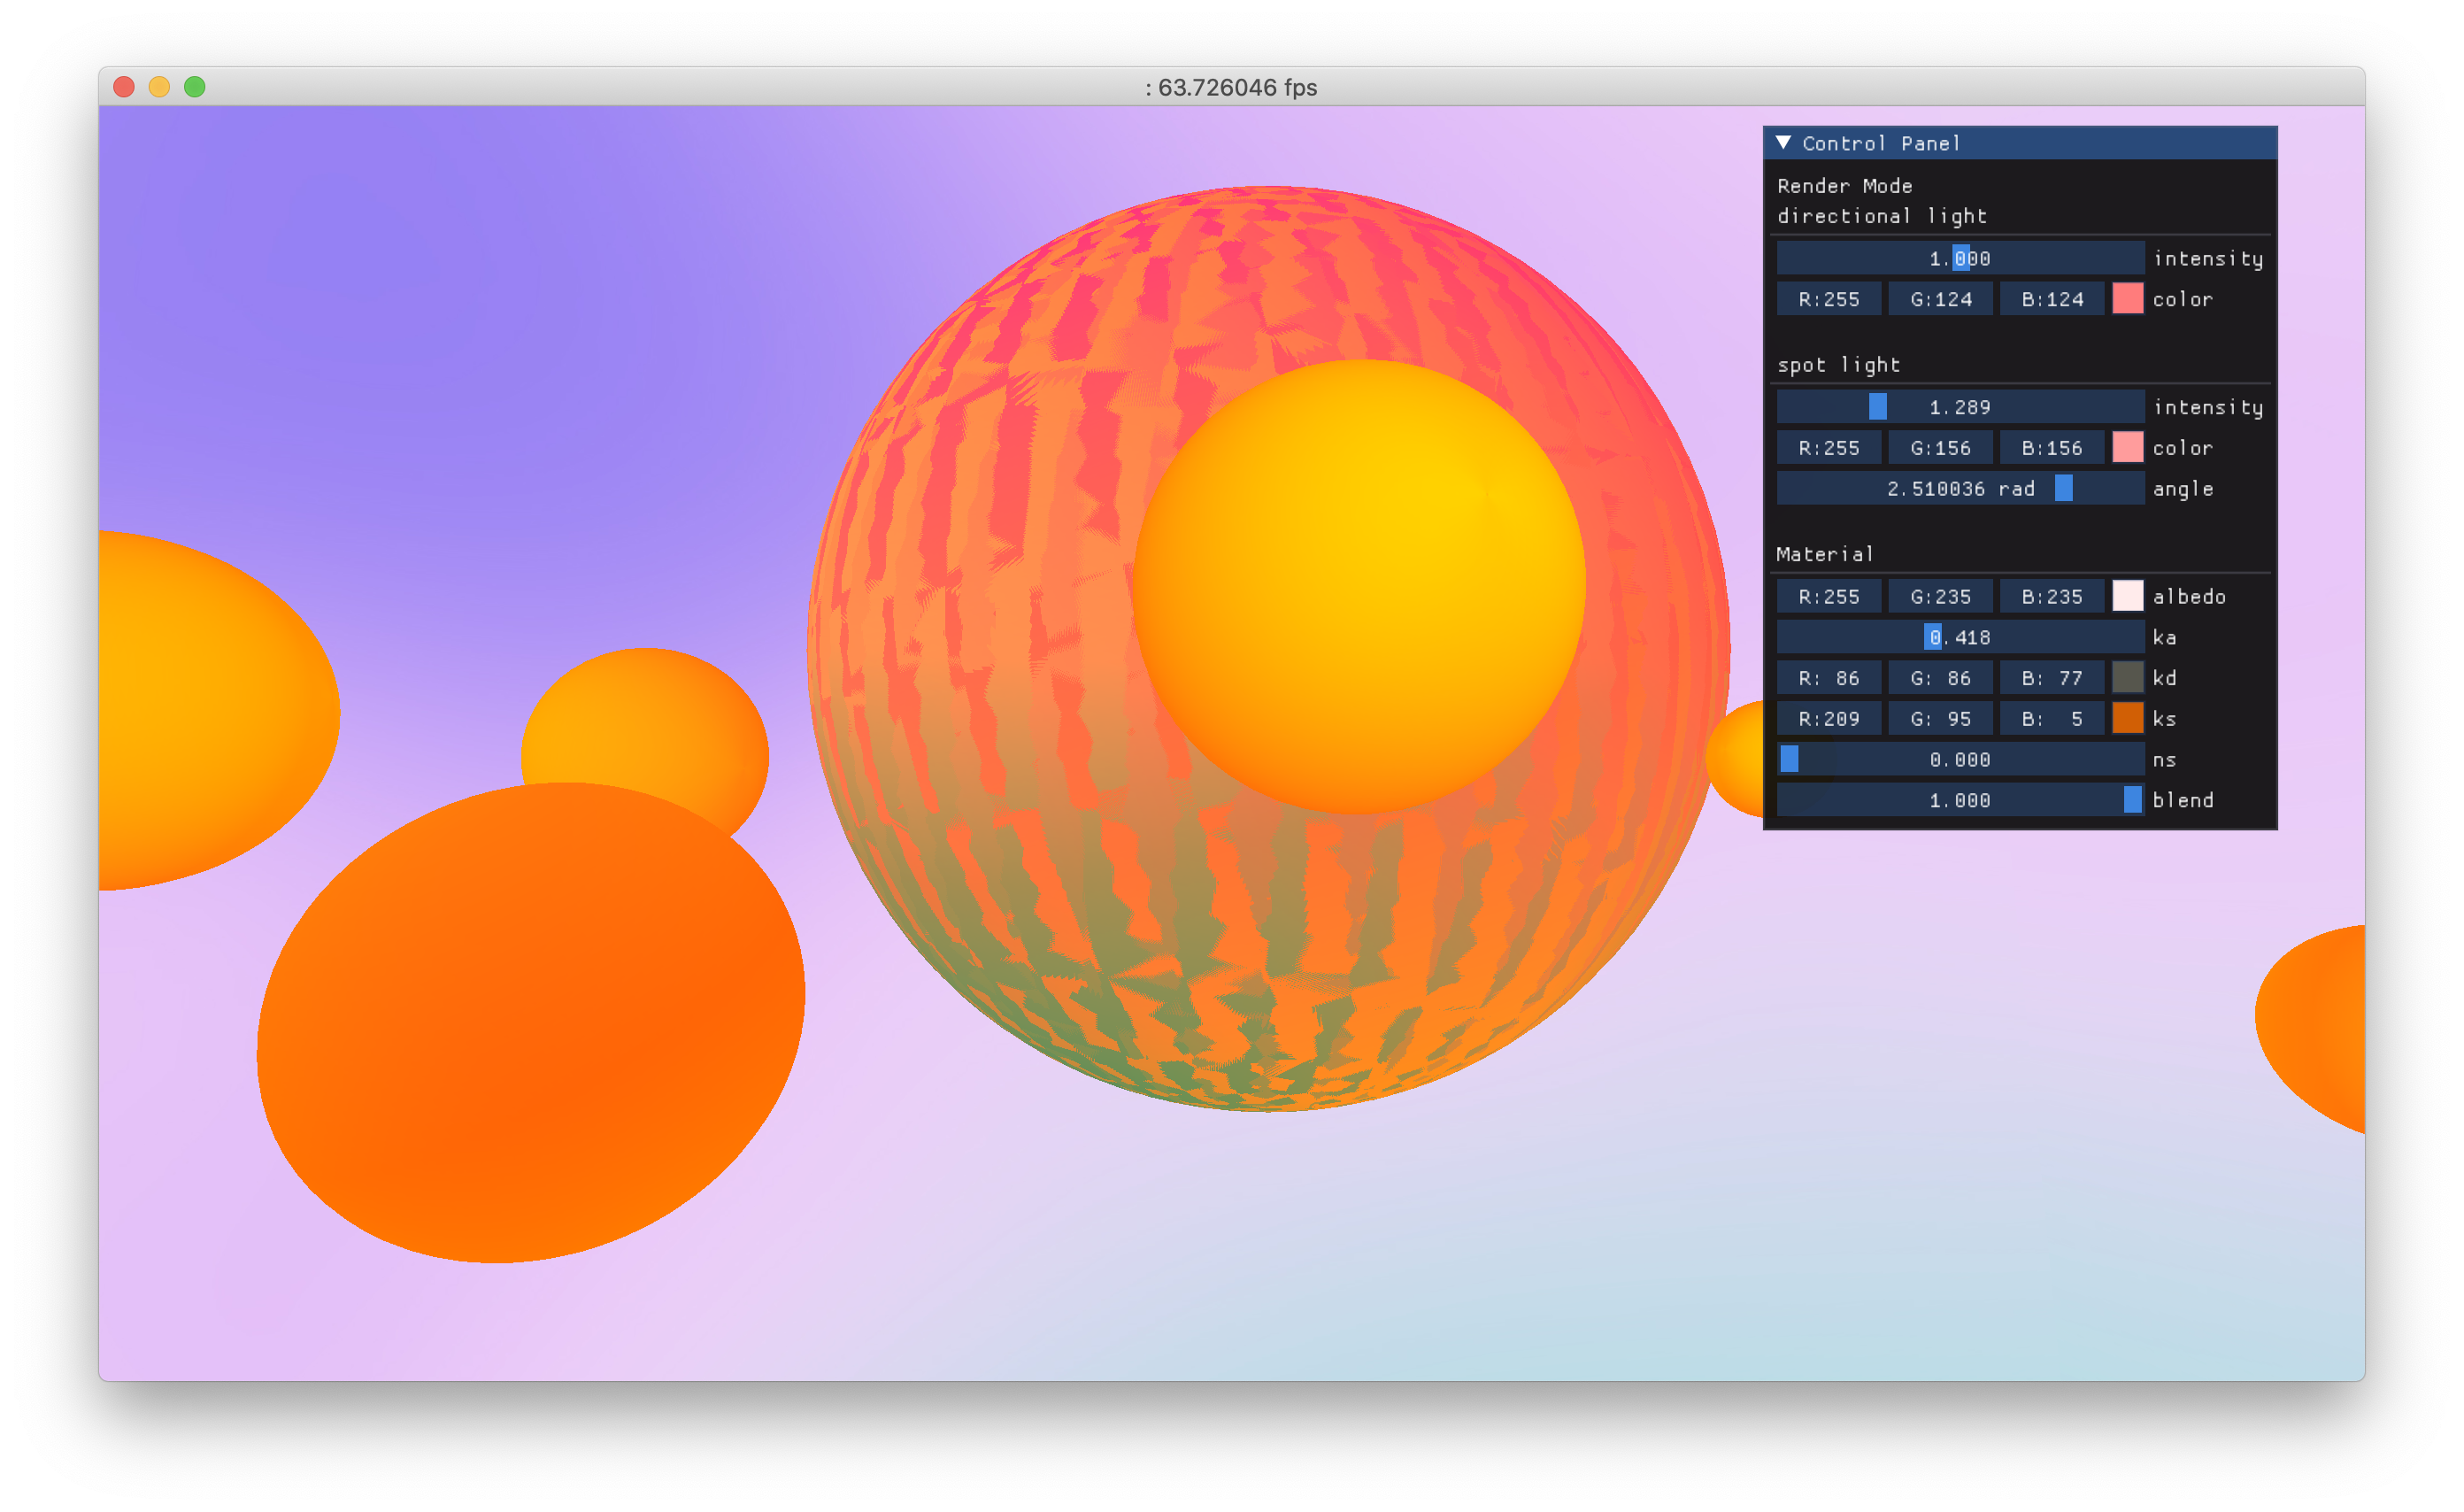 : 63.726046 fps
Control Panel
Render Mode
directional light
1.000 intensity
R:255 G:124 B:124 color
spot light
1.289 intensity
R:255 G:156 B:156 color
2.510036 rad angle
Material
R:255 G:235 B:235 albedo
0.418 ka
R: 86 G: 86 B: 77 kd
R:209 G: 95 B: 5 ks
0.000 ns
1.000 blend